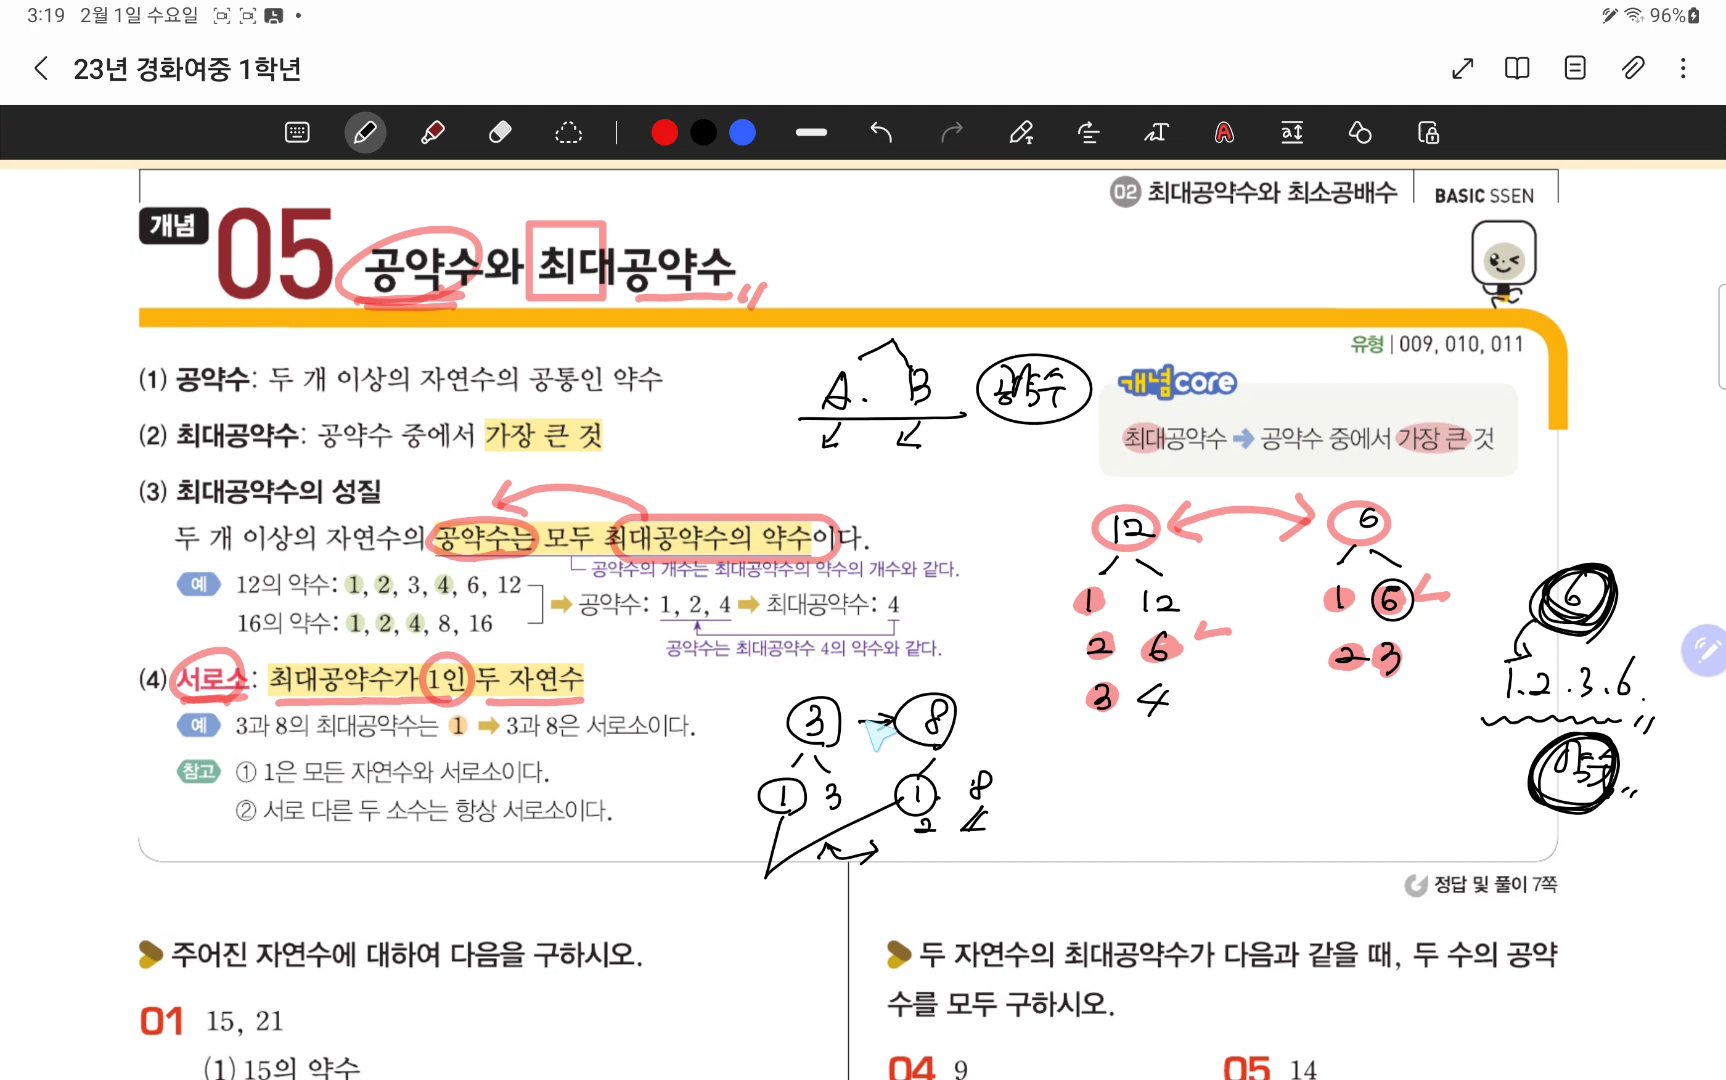 3:19 2월 1일 수요일
96%
23년 경화여중 1학년
02 최대공약수와 최소공배수
BASIC SSEN
개념 05 공약수와 최대공약수
유형 | 009, 010, 011
(1) 공약수: 두 개 이상의 자연수의 공통인 약수
A. B 공약수
개념core
최대공약수 ➡ 공약수 중에서 가장 큰 것
(2) 최대공약수: 공약수 중에서 가장 큰 것
(3) 최대공약수의 성질
두 개 이상의 자연수의 공약수는 모두 최대공약수의 약수이다.
공약수의 개수는 최대공약수의 약수의 개수와 같다.
예 12의 약수: 1, 2, 3, 4, 6, 12
16의 약수: 1, 2, 4, 8, 16
➡ 공약수: 1, 2, 4 ➡ 최대공약수: 4
공약수는 최대공약수 4의 약수와 같다.
12 6
1 12 1 6
2 6 2 3
3 4
6
1.2.3.6.
약수
(4) 서로소: 최대공약수가 1인 두 자연수
예 3과 8의 최대공약수는 1 ➡ 3과 8은 서로소이다.
참고 ① 1은 모든 자연수와 서로소이다.
② 서로 다른 두 소수는 항상 서로소이다.
3 8
1 3 1 8
2 4
정답 및 풀이 7쪽
주어진 자연수에 대하여 다음을 구하시오.
01 15, 21
(1) 15의 약수
두 자연수의 최대공약수가 다음과 같을 때, 두 수의 공약
수를 모두 구하시오.
04 9
05 14